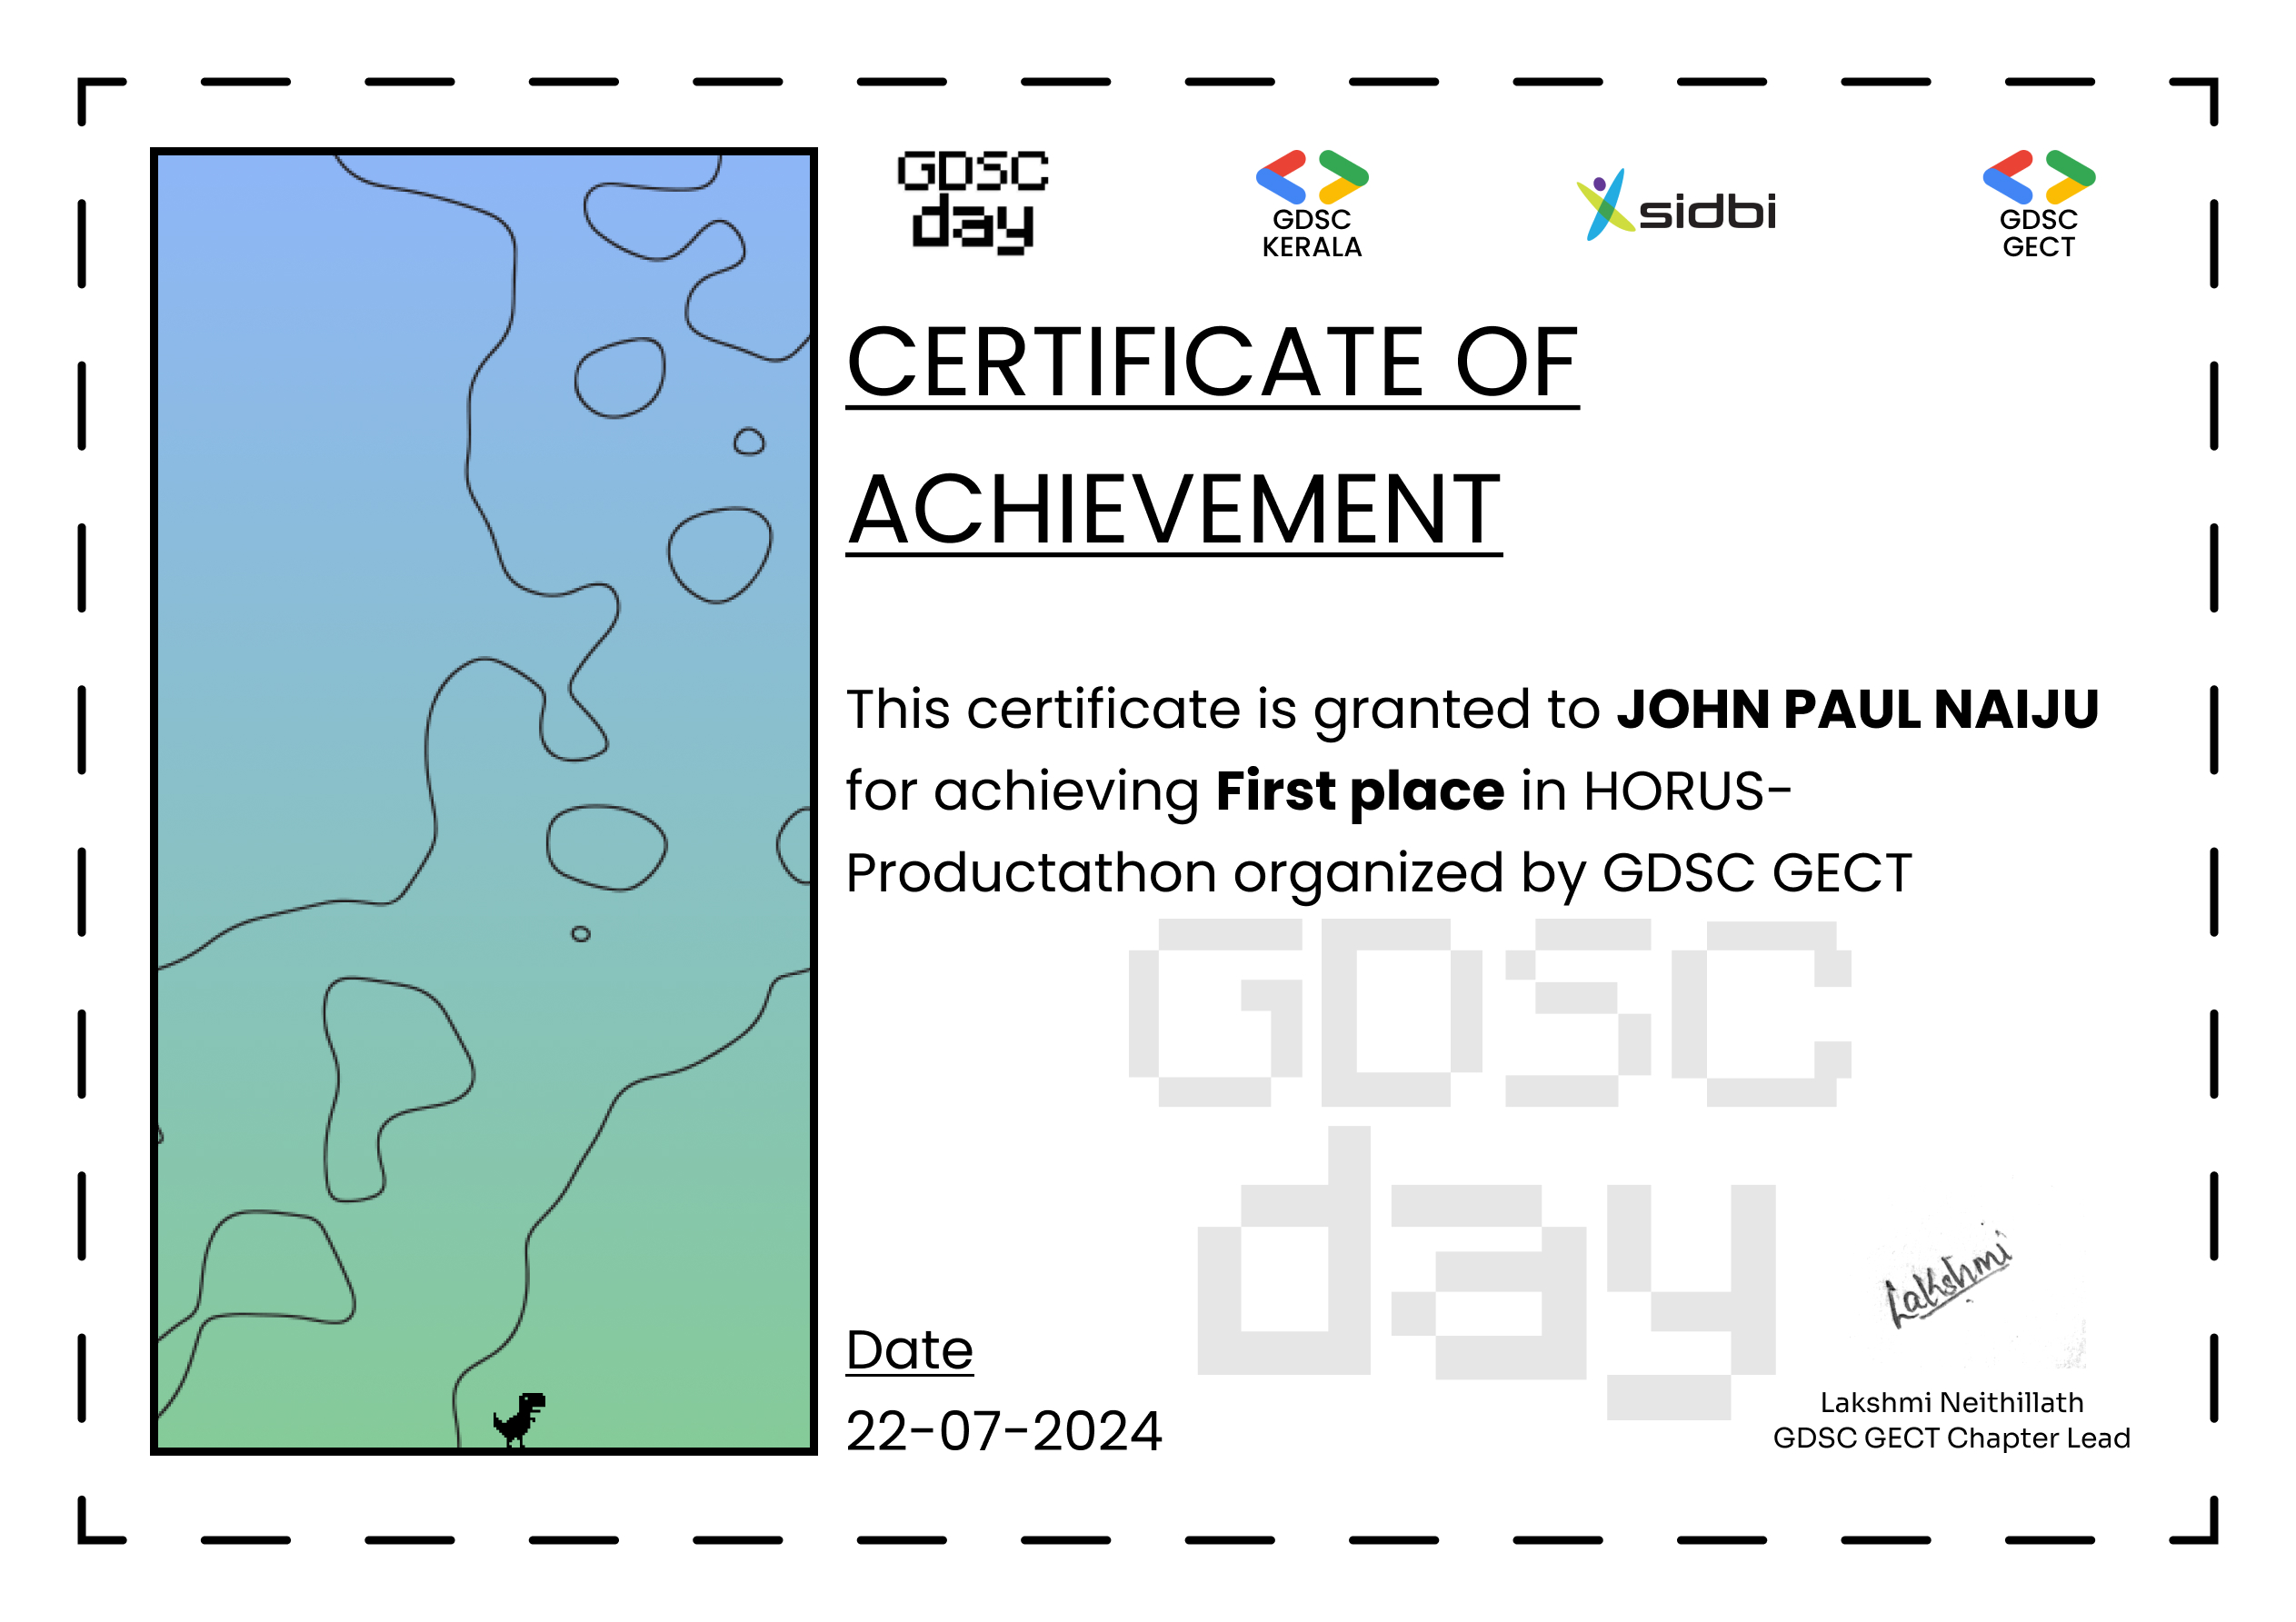 GDSC
day
GDSC
KERALA
sidbi
GDSC
GECT
CERTIFICATE OF
ACHIEVEMENT
This certificate is granted to JOHN PAUL NAIJU
for achieving First place in HORUS-
Productathon organized by GDSC GECT
GDSC
day
Lakshmi
Date
22-07-2024
Lakshmi Neithillath
GDSC GECT Chapter Lead